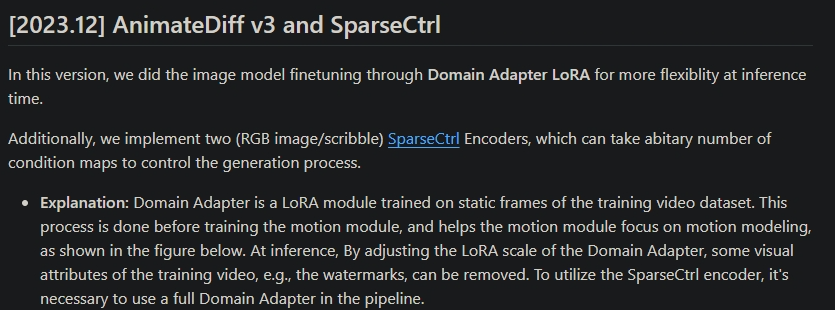 [2023.12] AnimateDiff v3 and SparseCtrl
In this version, we did the image model finetuning through Domain Adapter LoRA for more flexiblity at inference
time.
Additionally, we implement two (RGB image/scribble) SparseCtrl Encoders, which can take abitary number of
condition maps to control the generation process.
• Explanation: Domain Adapter is a LoRA module trained on static frames of the training video dataset. This
process is done before training the motion module, and helps the motion module focus on motion modeling,
as shown in the figure below. At inference, By adjusting the LoRA scale of the Domain Adapter, some visual
attributes of the training video, e.g., the watermarks, can be removed. To utilize the SparseCtrl encoder, it's
necessary to use a full Domain Adapter in the pipeline.